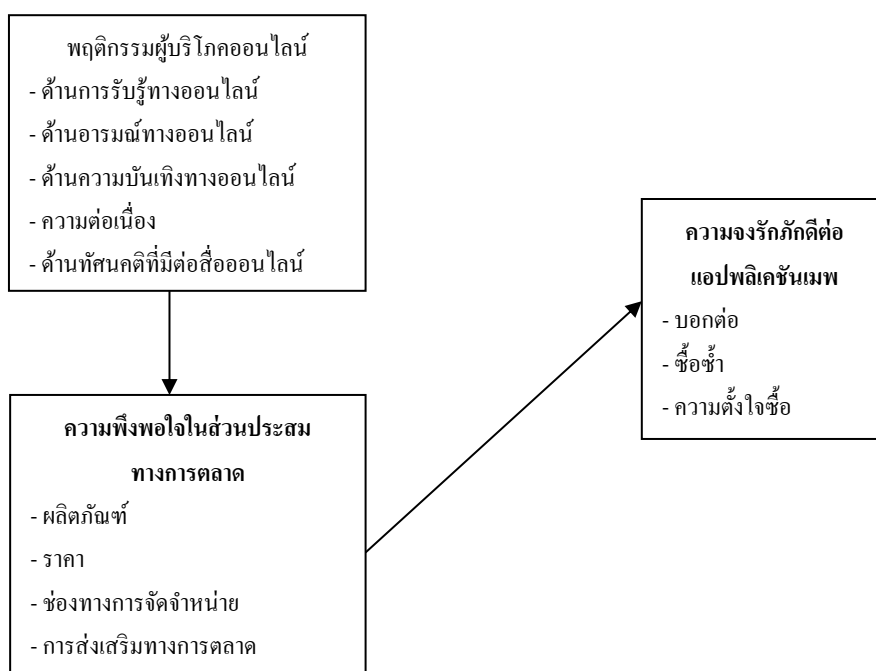 พฤติกรรมผู้บริโภคออนไลน์
- ด้านการรับรู้ทางออนไลน์
- ด้านอารมณ์ทางออนไลน์
- ด้านความบันเทิงทางออนไลน์
- ความต่อเนื่อง
- ด้านทัศนคติที่มีต่อสื่อออนไลน์
ความพึงพอใจในส่วนประสม
ทางการตลาด
- ผลิตภัณฑ์
- ราคา
- ช่องทางการจัดจำหน่าย
- การส่งเสริมทางการตลาด
ความจงรักภักดีต่อ
แอปพลิเคชันเมพ
- บอกต่อ
- ซื้อซ้ำ
- ความตั้งใจซื้อ